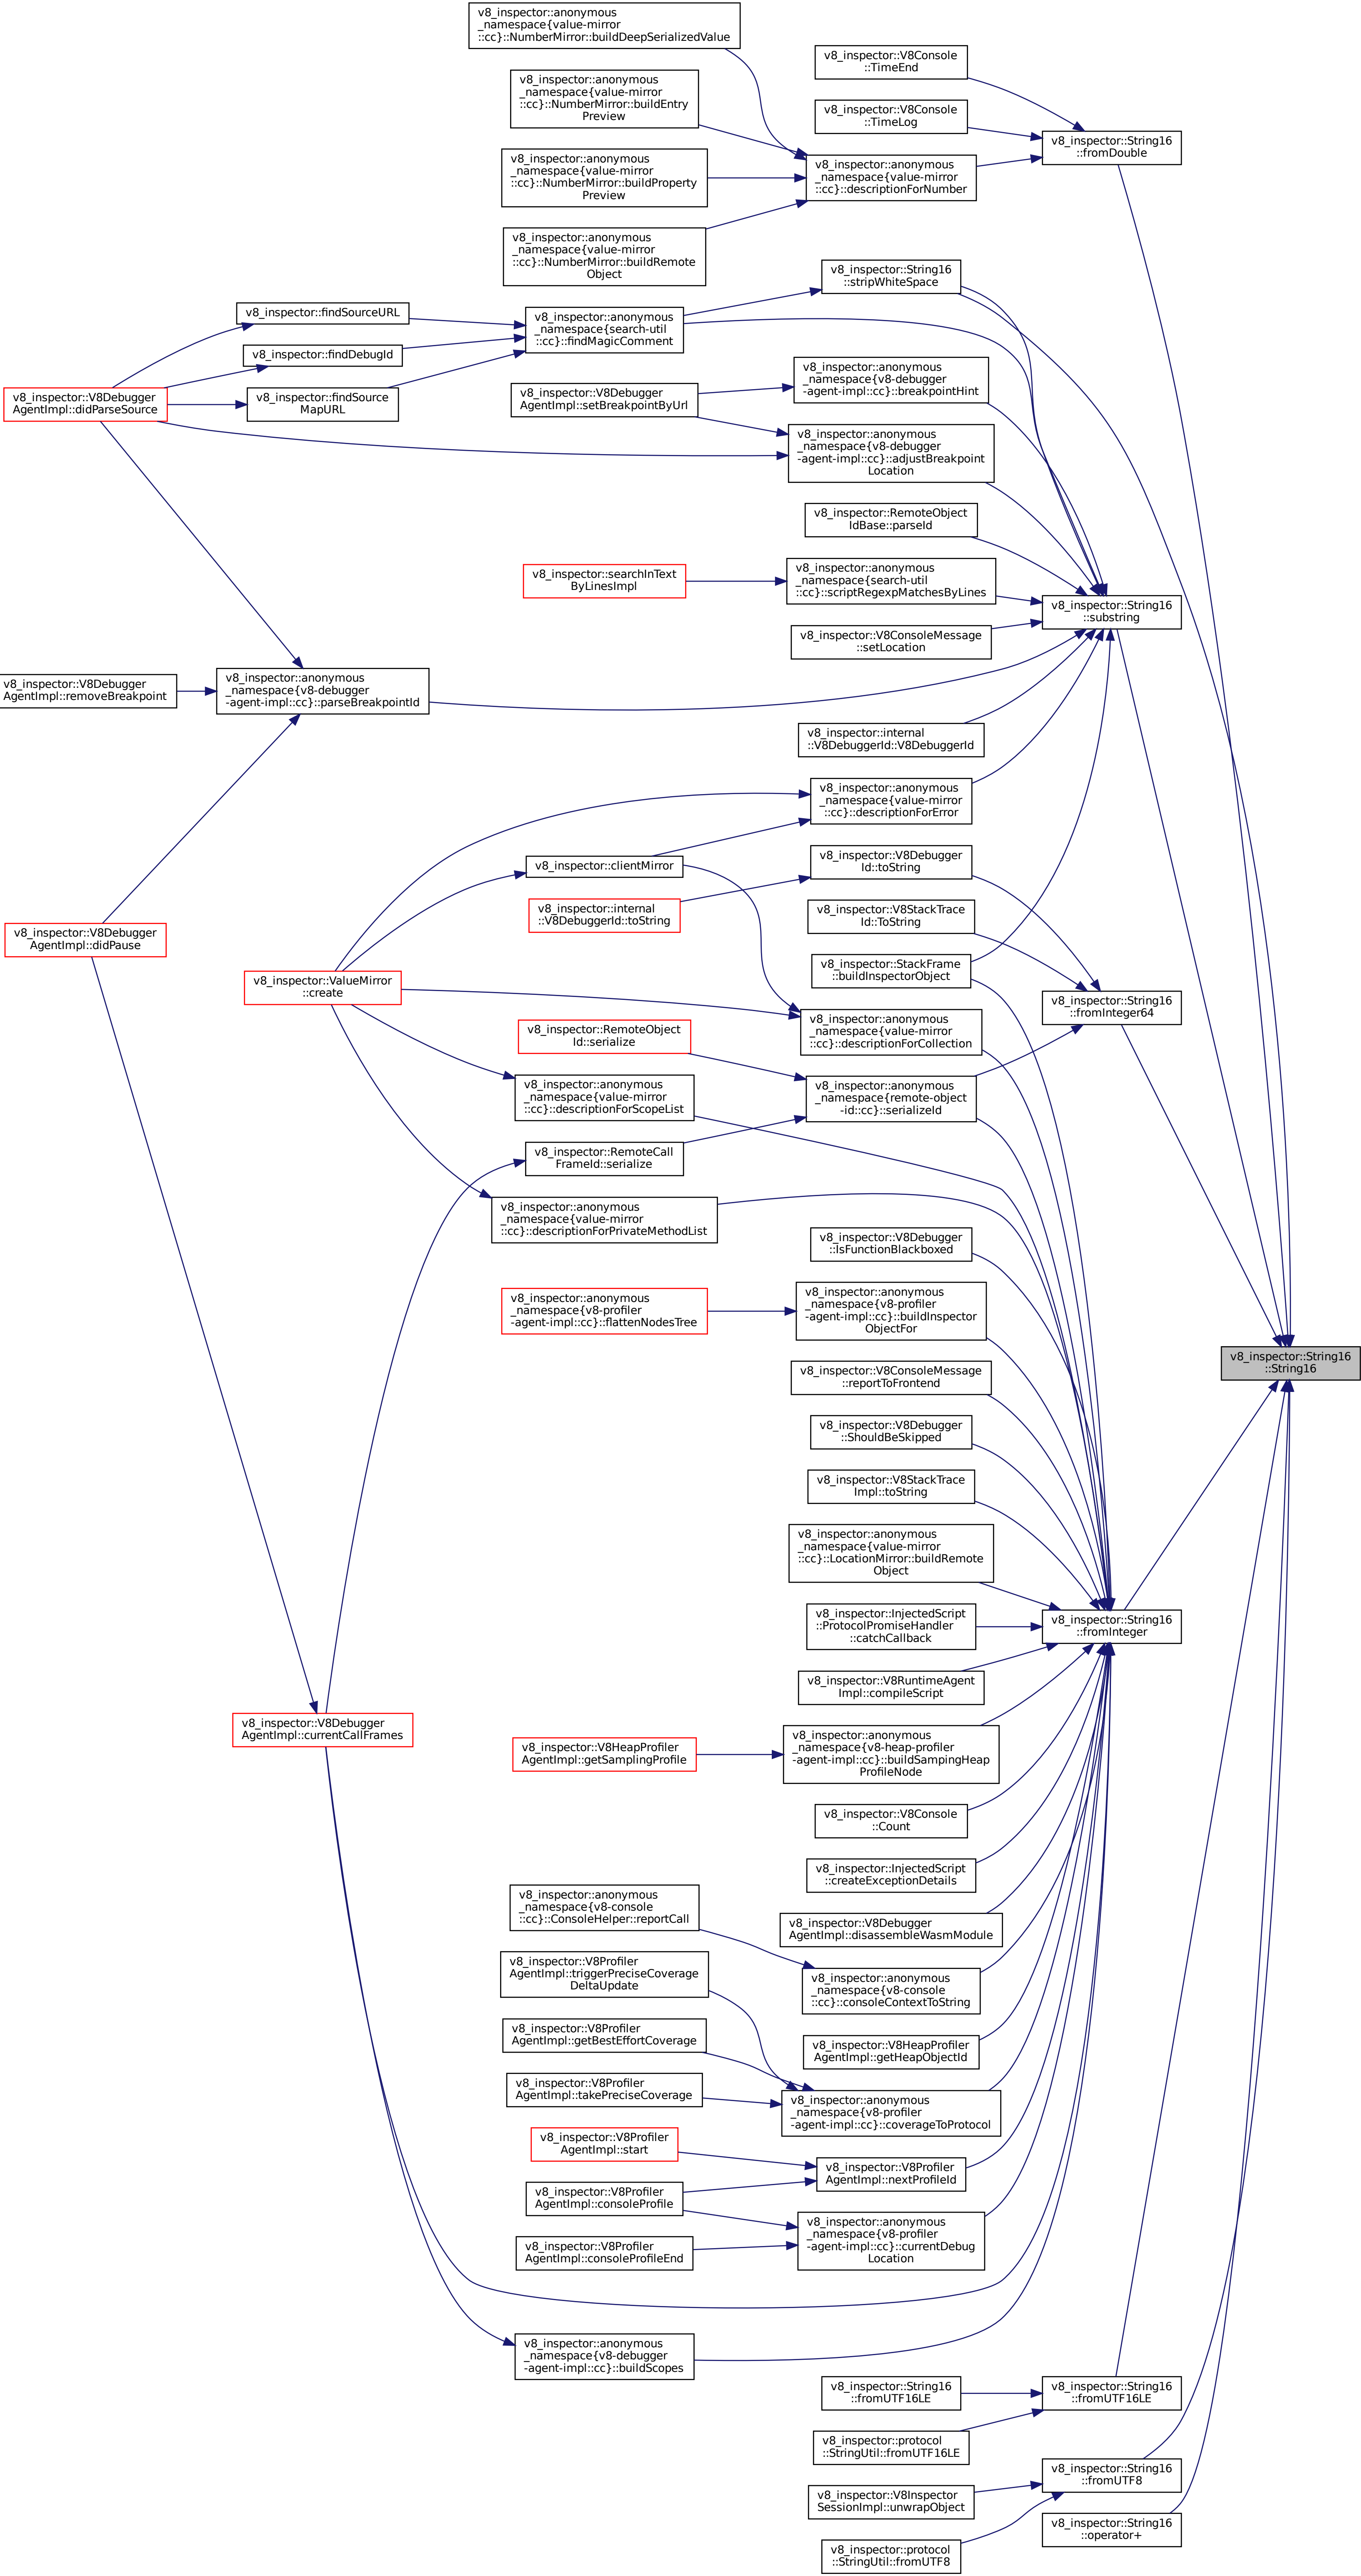 v8_inspector::anonymous
_namespace{value-mirror
::cc}::NumberMirror::buildDeepSerializedValue
v8_inspector::V8Console
::TimeEnd
v8_inspector::anonymous
_namespace{value-mirror
::cc}::NumberMirror::buildEntry
Preview
v8_inspector::V8Console
::TimeLog
v8_inspector::String16
::fromDouble
v8_inspector::anonymous
_namespace{value-mirror
::cc}::NumberMirror::buildProperty
Preview
v8_inspector::anonymous
_namespace{value-mirror
::cc}::descriptionForNumber
v8_inspector::anonymous
_namespace{value-mirror
::cc}::NumberMirror::buildRemote
Object
v8_inspector::String16
::stripWhiteSpace
v8_inspector::findSourceURL
v8_inspector::anonymous
_namespace{search-util
::cc}::findMagicComment
v8_inspector::findDebugId
v8_inspector::anonymous
_namespace{v8-debugger
-agent-impl::cc}::breakpointHint
v8_inspector::V8Debugger
AgentImpl::didParseSource
v8_inspector::findSource
MapURL
v8_inspector::V8Debugger
AgentImpl::setBreakpointByUrl
v8_inspector::anonymous
_namespace{v8-debugger
-agent-impl::cc}::adjustBreakpoint
Location
v8_inspector::RemoteObject
IdBase::parseId
v8_inspector::searchInText
ByLinesImpl
v8_inspector::anonymous
_namespace{search-util
::cc}::scriptRegexpMatchesByLines
v8_inspector::String16
::substring
v8_inspector::V8ConsoleMessage
::setLocation
v8_inspector::V8Debugger
AgentImpl::removeBreakpoint
v8_inspector::anonymous
_namespace{v8-debugger
-agent-impl::cc}::parseBreakpointId
v8_inspector::internal
::V8DebuggerId::V8DebuggerId
v8_inspector::anonymous
_namespace{value-mirror
::cc}::descriptionForError
v8_inspector::clientMirror
v8_inspector::V8Debugger
Id::toString
v8_inspector::internal
::V8DebuggerId::toString
v8_inspector::V8StackTrace
Id::ToString
v8_inspector::V8Debugger
AgentImpl::didPause
v8_inspector::StackFrame
::buildInspectorObject
v8_inspector::ValueMirror
::create
v8_inspector::String16
::fromInteger64
v8_inspector::RemoteObject
Id::serialize
v8_inspector::anonymous
_namespace{value-mirror
::cc}::descriptionForCollection
v8_inspector::anonymous
_namespace{value-mirror
::cc}::descriptionForScopeList
v8_inspector::anonymous
_namespace{remote-object
-id::cc}::serializeId
v8_inspector::RemoteCall
FrameId::serialize
v8_inspector::anonymous
_namespace{value-mirror
::cc}::descriptionForPrivateMethodList
v8_inspector::V8Debugger
::IsFunctionBlackboxed
v8_inspector::anonymous
_namespace{v8-profiler
-agent-impl::cc}::flattenNodesTree
v8_inspector::anonymous
_namespace{v8-profiler
-agent-impl::cc}::buildInspector
ObjectFor
v8_inspector::String16
::String16
v8_inspector::V8ConsoleMessage
::reportToFrontend
v8_inspector::V8Debugger
::ShouldBeSkipped
v8_inspector::V8StackTrace
Impl::toString
v8_inspector::anonymous
_namespace{value-mirror
::cc}::LocationMirror::buildRemote
Object
v8_inspector::InjectedScript
::ProtocolPromiseHandler
::catchCallback
v8_inspector::String16
::fromInteger
v8_inspector::V8RuntimeAgent
Impl::compileScript
v8_inspector::V8Debugger
AgentImpl::currentCallFrames
v8_inspector::V8HeapProfiler
AgentImpl::getSamplingProfile
v8_inspector::anonymous
_namespace{v8-heap-profiler
-agent-impl::cc}::buildSampingHeap
ProfileNode
v8_inspector::V8Console
::Count
v8_inspector::InjectedScript
::createExceptionDetails
v8_inspector::anonymous
_namespace{v8-console
::cc}::ConsoleHelper::reportCall
v8_inspector::V8Debugger
AgentImpl::disassembleWasmModule
v8_inspector::V8Profiler
AgentImpl::triggerPreciseCoverage
DeltaUpdate
v8_inspector::anonymous
_namespace{v8-console
::cc}::consoleContextToString
v8_inspector::V8Profiler
AgentImpl::getBestEffortCoverage
v8_inspector::V8HeapProfiler
AgentImpl::getHeapObjectId
v8_inspector::V8Profiler
AgentImpl::takePreciseCoverage
v8_inspector::anonymous
_namespace{v8-profiler
-agent-impl::cc}::coverageToProtocol
v8_inspector::V8Profiler
AgentImpl::start
v8_inspector::V8Profiler
AgentImpl::nextProfileId
v8_inspector::V8Profiler
AgentImpl::consoleProfile
v8_inspector::anonymous
_namespace{v8-profiler
-agent-impl::cc}::currentDebug
Location
v8_inspector::V8Profiler
AgentImpl::consoleProfileEnd
v8_inspector::anonymous
_namespace{v8-debugger
-agent-impl::cc}::buildScopes
v8_inspector::String16
::fromUTF16LE
v8_inspector::String16
::fromUTF16LE
v8_inspector::protocol
::StringUtil::fromUTF16LE
v8_inspector::String16
::fromUTF8
v8_inspector::V8Inspector
SessionImpl::unwrapObject
v8_inspector::String16
::operator+
v8_inspector::protocol
::StringUtil::fromUTF8